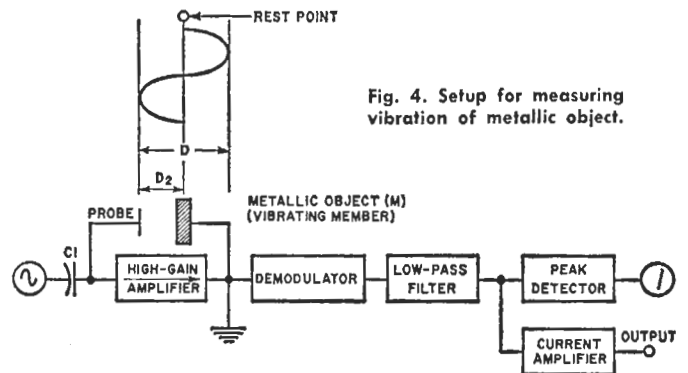 REST POINT
Fig. 4. Setup for measuring
vibration of metallic object.
D
D2
METALLIC OBJECT (M)
(VIBRATING MEMBER)
PROBE
C1
HIGH-GAIN
AMPLIFIER
DEMODULATOR
LOW-PASS
FILTER
PEAK
DETECTOR
CURRENT
AMPLIFIER
OUTPUT